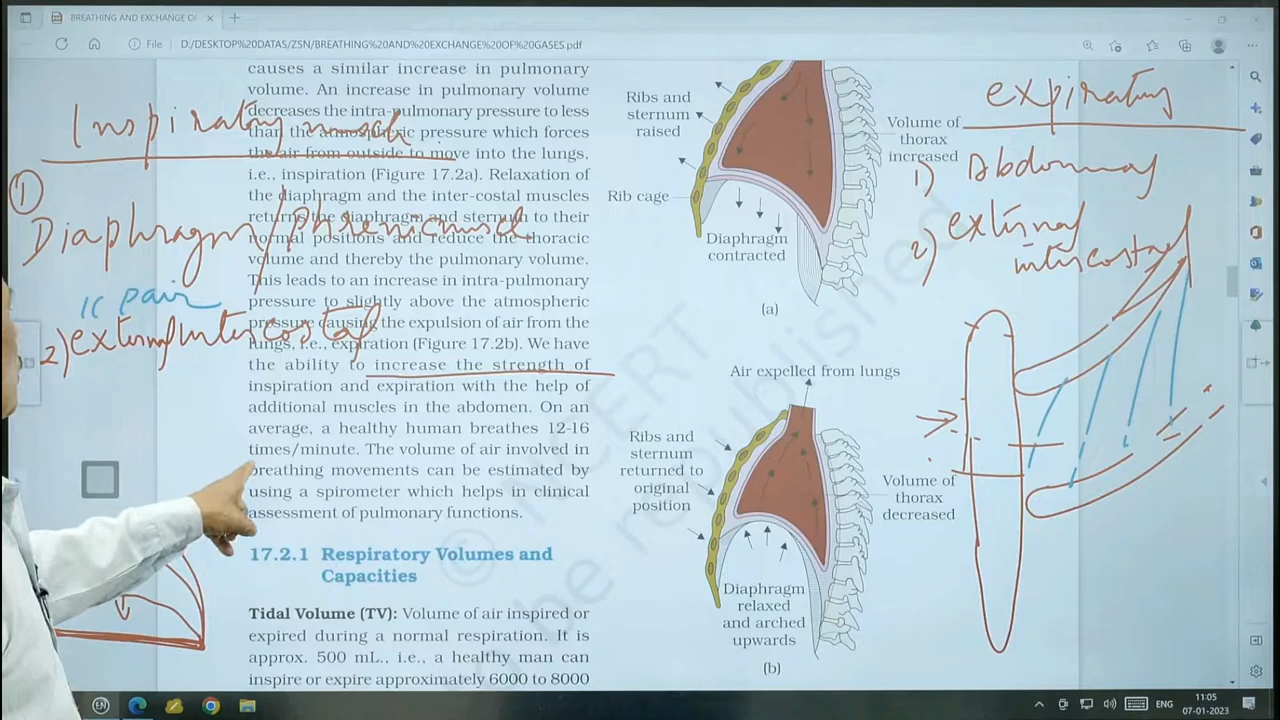 BREATHING AND EXCHANGE OF
File D:/DESKTOP%20DATAS/ZSN/BREATHING%20AND%20EXCHANGE%20OF%20GASES.pdf
causes a similar increase in pulmonary
volume. An increase in pulmonary volume
decreases the intra-pulmonary pressure to less
than the atmospheric pressure which forces
the air from outside to move into the lungs,
i.e., inspiration (Figure 17.2a). Relaxation of
the diaphragm and the inter-costal muscles
returns the diaphragm and sternum to their
normal positions and reduce the thoracic
volume and thereby the pulmonary volume.
This leads to an increase in intra-pulmonary
pressure to slightly above the atmospheric
pressure causing the expulsion of air from the
lungs, i.e., expiration (Figure 17.2b). We have
the ability to increase the strength of
inspiration and expiration with the help of
additional muscles in the abdomen. On an
average, a healthy human breathes 12-16
times/minute. The volume of air involved in
breathing movements can be estimated by
using a spirometer which helps in clinical
assessment of pulmonary functions.
17.2.1 Respiratory Volumes and
Capacities
Tidal Volume (TV): Volume of air inspired or
expired during a normal respiration. It is
approx. 500 mL., i.e., a healthy man can
inspire or expire approximately 6000 to 8000
Inspiratory muscle
1
Diaphragm/Phrenic muscle
11 pair
2) external intercostal
Ribs and
sternum
raised
Rib cage
Volume of
thorax
increased
Diaphragm
contracted
(a)
Air expelled from lungs
Ribs and
sternum
returned to
original
position
Volume of
thorax
decreased
Diaphragm
relaxed
and arched
upwards
(b)
expiratory
1) Abdominal
2) external
intercostal
© NCERT
be republished
ENG
11:05
07-01-2023